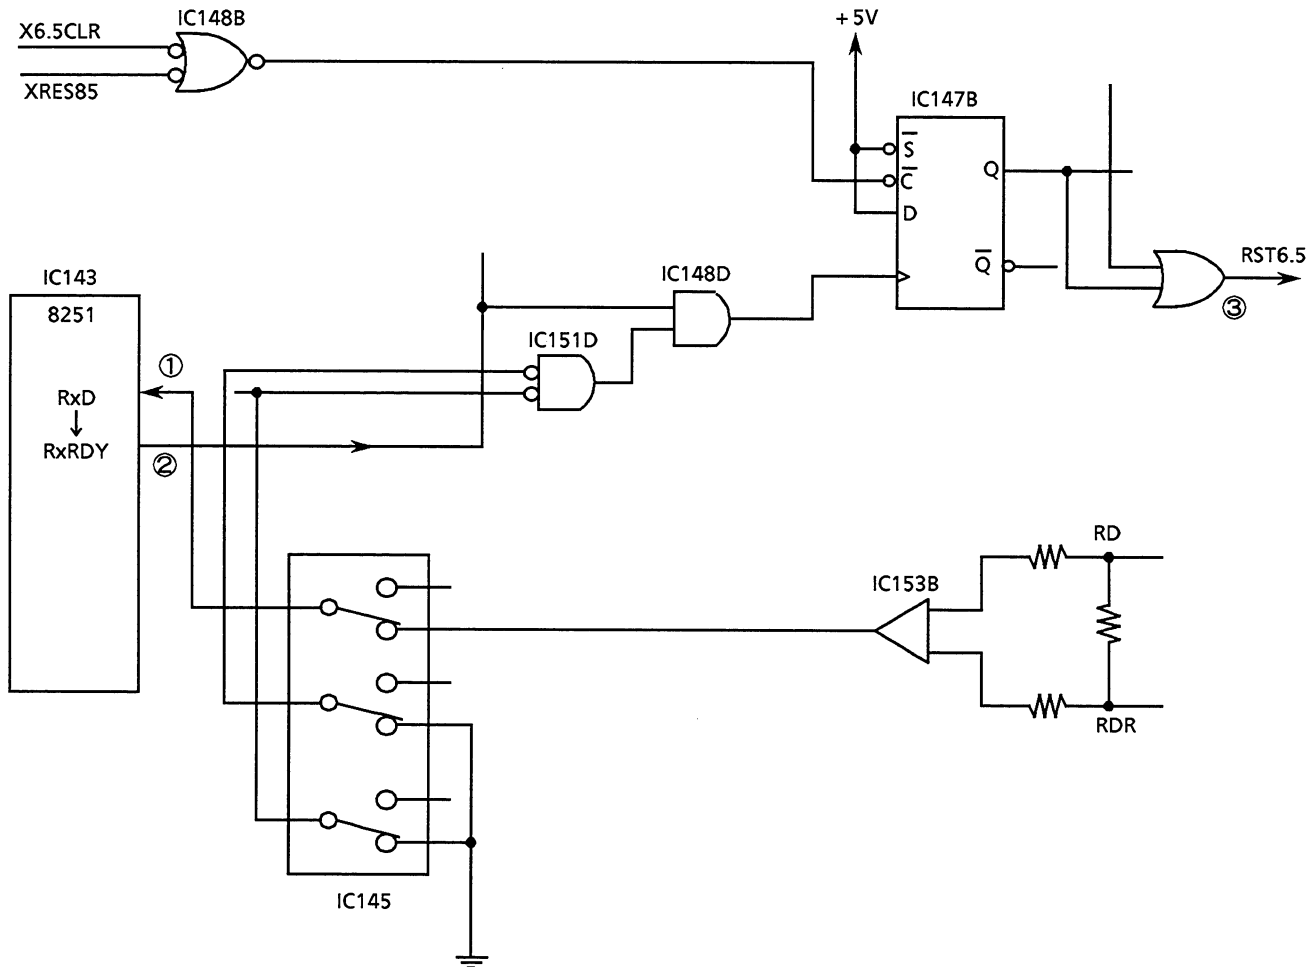 X6.5CLR
IC148B
XRES85
+5V
IC147B
S
C
D
Q
Q
RST6.5
③
IC148D
IC151D
IC143
8251
①
RxD
RxRDY
②
IC153B
RD
RDR
IC145